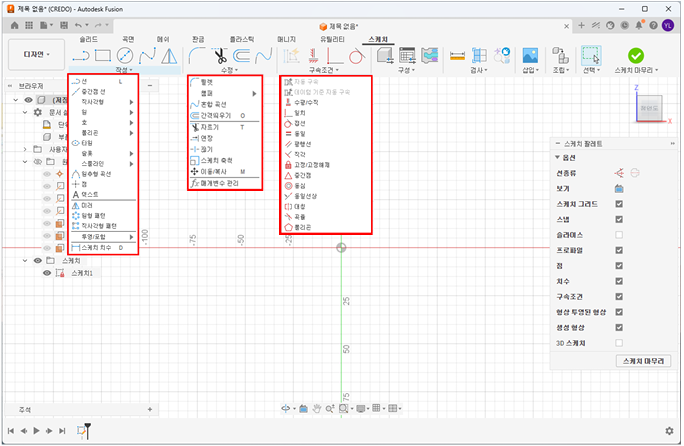 제목 없음* (CREDO) - Autodesk Fusion
제목 없음*
YL
디자인
솔리드 곡면 메쉬 판금 플라스틱 매니지 유틸리티 스케치
작성 수정 구속조건 구성 검사 삽입 조립 선택 스케치 마무리
브라우저
문서 설
단위
사용자
원
스케치
스케치1
선 L
중간점 선
직사각형
원
호
폴리곤
타원
슬롯
스플라인
원추형 곡선
점
텍스트
미러
원형 패턴
직사각형 패턴
투영/포함
스케치 치수 D
필렛
모따기
혼합 곡선
간격띄우기 O
자르기 T
연장
끊기
스케치 축척
이동/복사 M
매개변수 편리
자동 구속
수평/수직
일치
접선
동일
평행선
직각
고정/고정해제
중간점
동심
동일선상
대칭
곡률
폴리곤
-100
-75
-50
-25
25
50
75
Z
X
스케치 팔레트
옵션
선종류
보기
스케치 그리드
스냅
슬라이스
프로파일
점
치수
구속조건
형상 투영된 형상
생성 형상
3D 스케치
스케치 마무리
주석